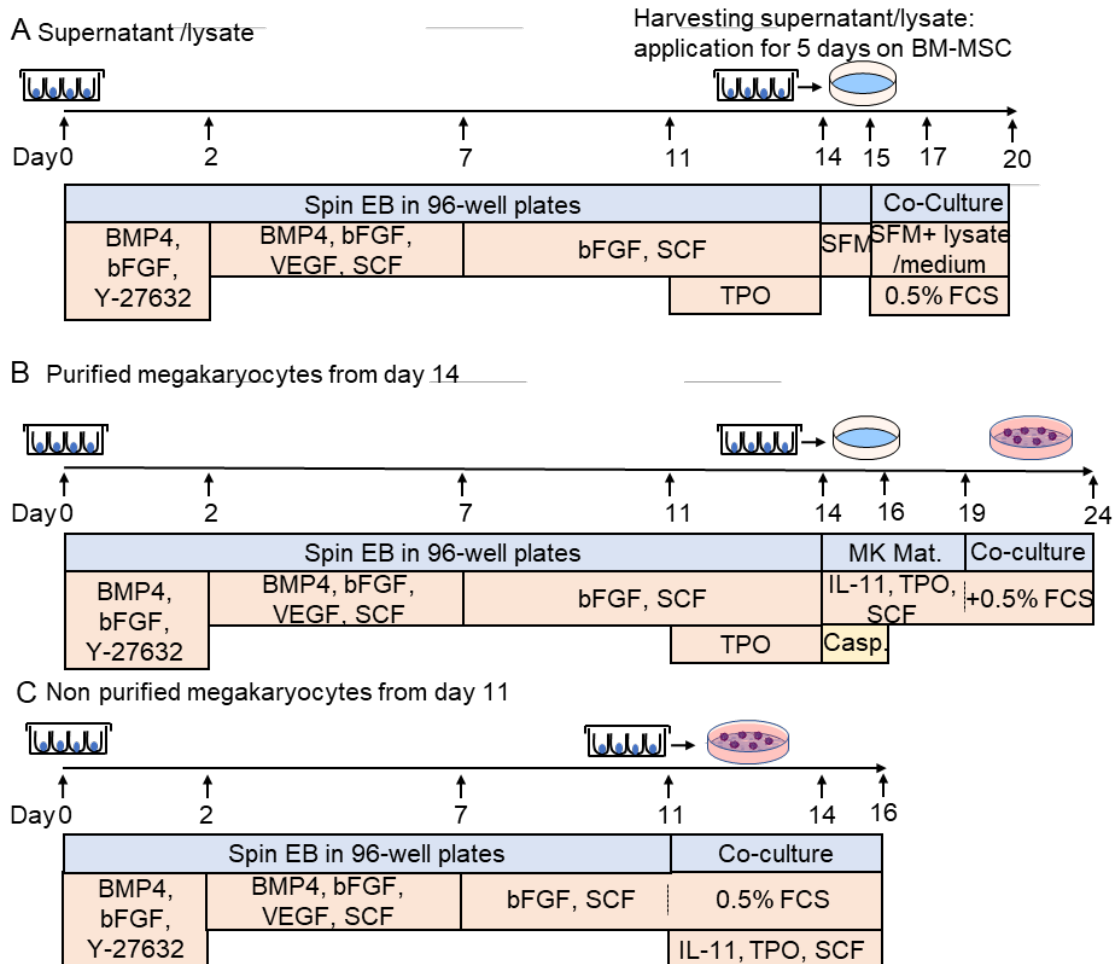 A Supernatant /lysate
Harvesting supernatant/lysate:
application for 5 days on BM-MSC
Day 0 2 7 11 14 15 17 20
Spin EB in 96-well plates
Co-Culture
BMP4,
bFGF,
Y-27632
BMP4, bFGF,
VEGF, SCF
bFGF, SCF
SFM
SFM+ lysate
/medium
TPO
0.5% FCS
B Purified megakaryocytes from day 14
Day 0 2 7 11 14 16 19 24
Spin EB in 96-well plates
MK Mat.
Co-culture
BMP4,
bFGF,
Y-27632
BMP4, bFGF,
VEGF, SCF
bFGF, SCF
IL-11, TPO,
SCF
+0.5% FCS
TPO
Casp.
C Non purified megakaryocytes from day 11
Day 0 2 7 11 14 16
Spin EB in 96-well plates
Co-culture
BMP4,
bFGF,
Y-27632
BMP4, bFGF,
VEGF, SCF
bFGF, SCF
0.5% FCS
IL-11, TPO, SCF